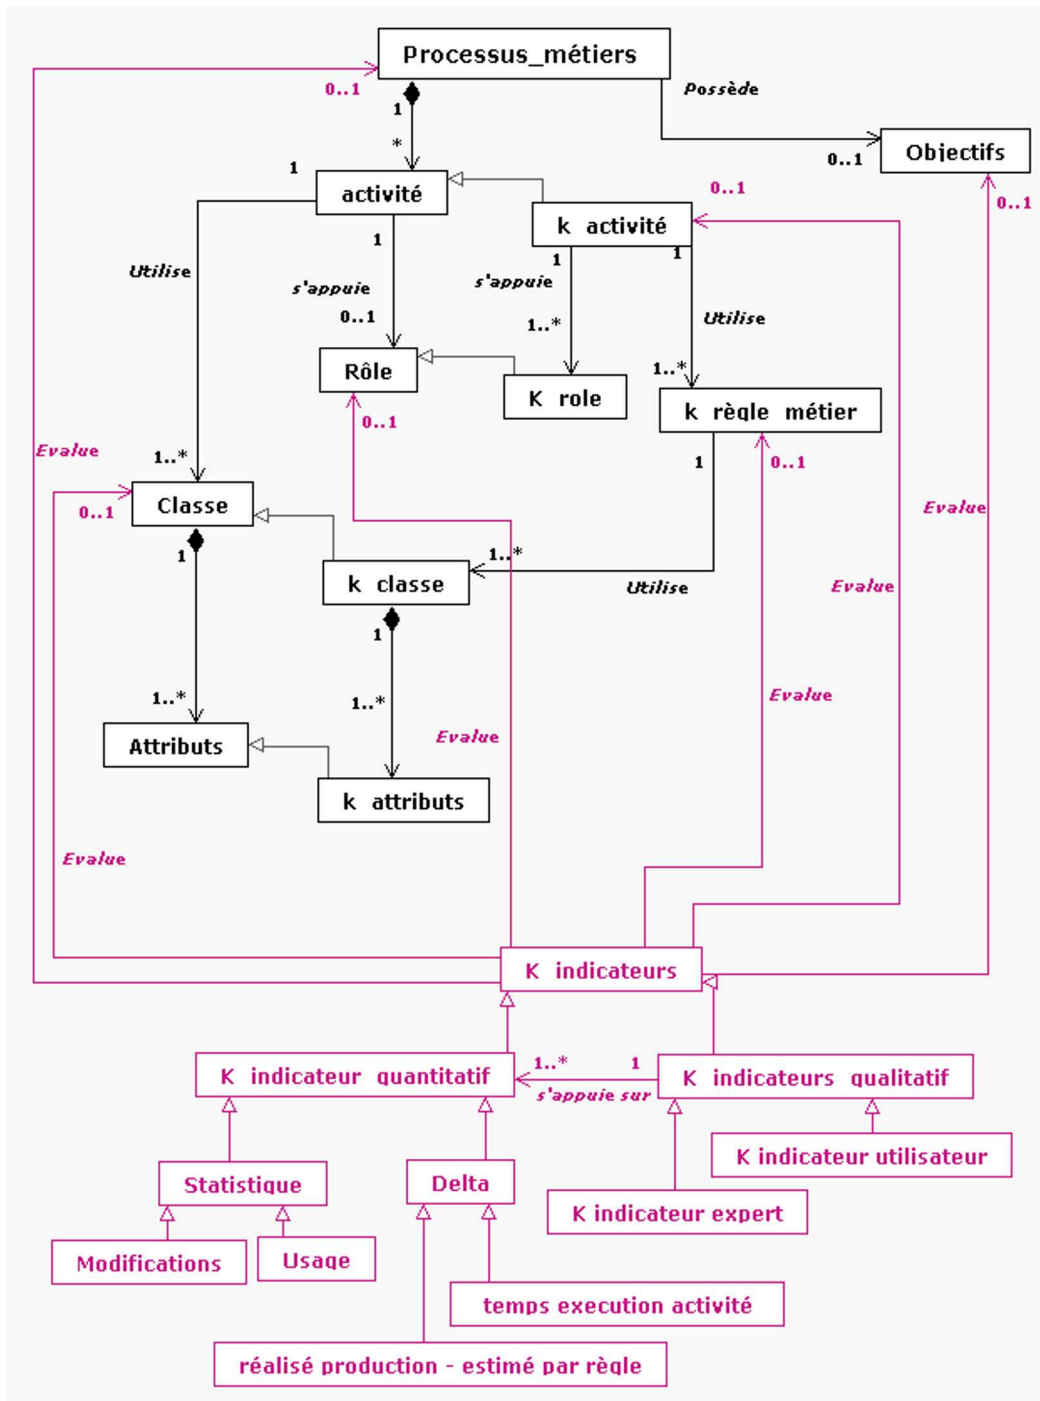 Processus_métiers
0..1
1
Possède
*
0..1
Objectifs
1
activité
0..1
0..1
k activité
1
1
1
Utilise
s'appuie
s'appuie
0..1
1..*
Utilise
Rôle
1..*
K role
k règle métier
0..1
Evalue
1..*
1
0..1
Classe
0..1
Evalue
1
1..*
k classe
Utilise
Evalue
1
1..*
1..*
Evalue
Attributs
Evalue
k attributs
Evalue
K indicateurs
K indicateur quantitatif
1..*
1
s'appuie sur
K indicateurs qualitatif
K indicateur utilisateur
Statistique
Delta
K indicateur expert
Modifications
Usage
temps execution activité
réalisé production - estimé par règle